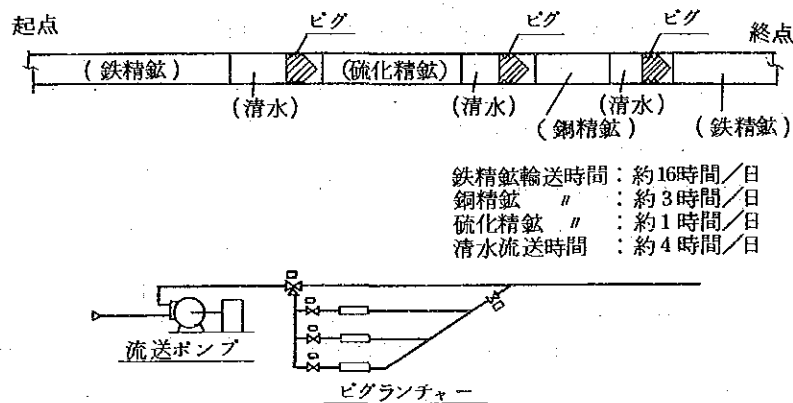 起点
ピグ
ピグ
ピグ
終点
(鉄精鉱)
(硫化精鉱)
(清水)
(清水)
(銅精鉱)
(清水)
(鉄精鉱)
鉄精鉱輸送時間：約16時間／日
銅精鉱　〃　：約3時間／日
硫化精鉱　〃　：約1時間／日
清水流送時間　：約4時間／日
流送ポンプ
ピグランチャー